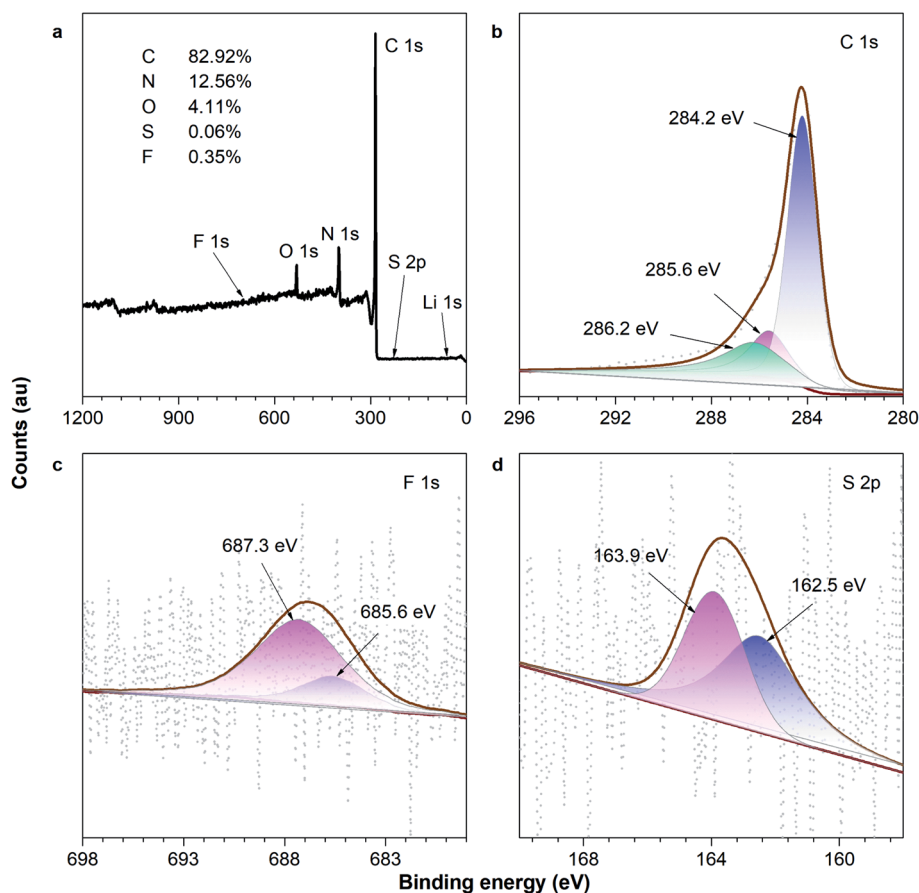 a
C 82.92%
N 12.56%
O 4.11%
S 0.06%
F 0.35%
C 1s
F 1s
O 1s
N 1s
S 2p
Li 1s
1200 900 600 300 0
b
C 1s
284.2 eV
285.6 eV
286.2 eV
296 292 288 284 280
Counts (au)
c
F 1s
687.3 eV
685.6 eV
698 693 688 683
d
S 2p
163.9 eV
162.5 eV
168 164 160
Binding energy (eV)